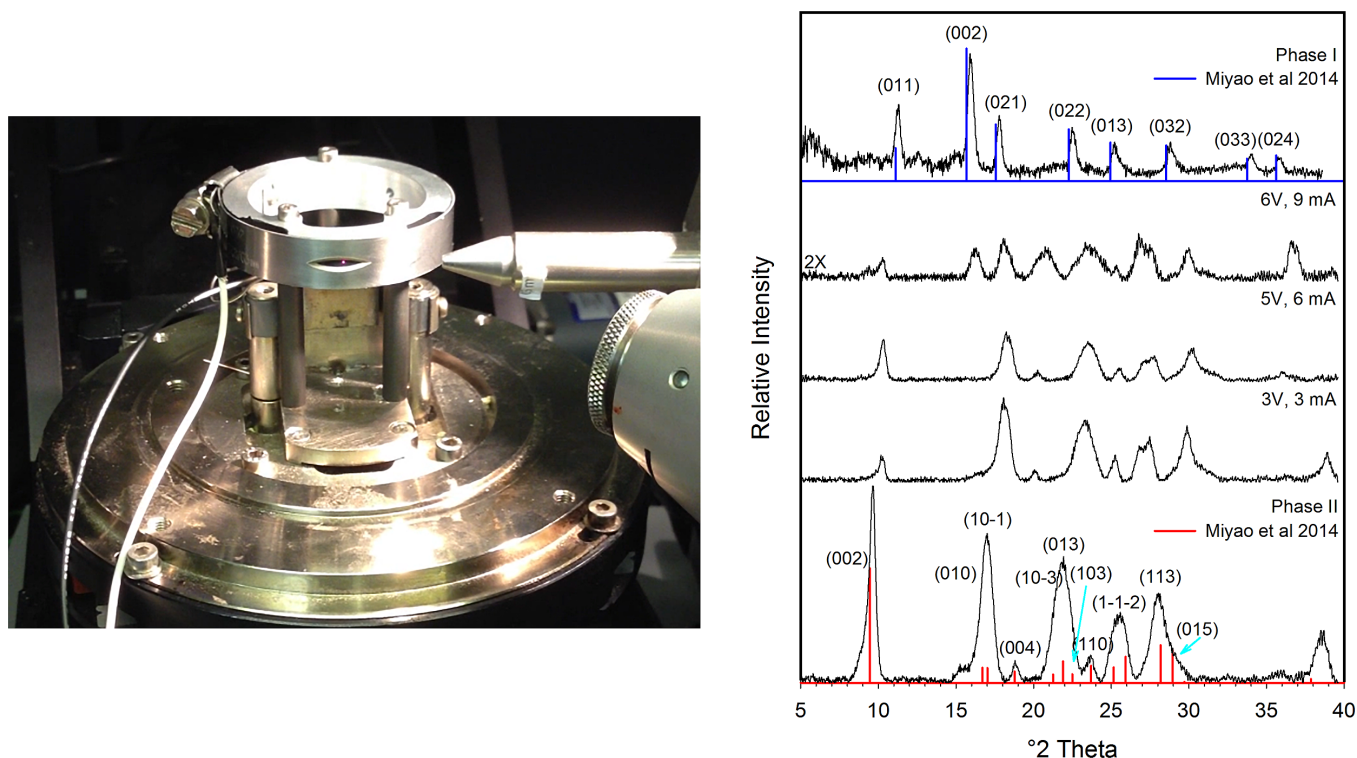 Phase I
Miyao et al 2014
(002)
(011)
(021)
(022)
(013)
(032)
(033)
(024)
6V, 9 mA
2X
5V, 6 mA
3V, 3 mA
Phase II
Miyao et al 2014
(002)
(010)
(10-1)
(004)
(10-3)
(013)
(103)
(110)
(1-1-2)
(113)
(015)
Relative Intensity
5 10 15 20 25 30 35 40
°2 Theta